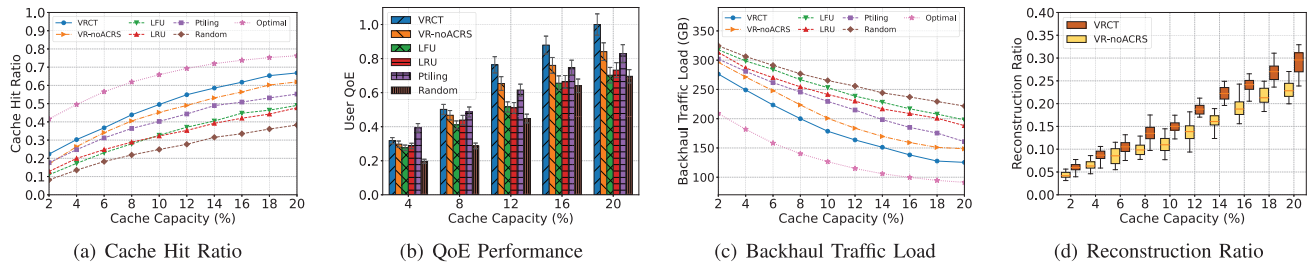 1.0
0.9
0.8
0.7
0.6
0.5
0.4
0.3
0.2
0.1
0.0
Cache Hit Ratio
VRCT
VR-noACRS
LFU
LRU
Ptiling
Random
Optimal
2 4 6 8 10 12 14 16 18 20
Cache Capacity (%)
(a) Cache Hit Ratio
1.0
0.8
0.6
0.4
0.2
0.0
User QoE
VRCT
VR-noACRS
LFU
LRU
Ptiling
Random
4 8 12 16 20
Cache Capacity (%)
(b) QoE Performance
350
300
250
200
150
100
Backhaul Traffic Load (GB)
VRCT
VR-noACRS
LFU
LRU
Ptiling
Random
Optimal
2 4 6 8 10 12 14 16 18 20
Cache Capacity (%)
(c) Backhaul Traffic Load
0.40
0.35
0.30
0.25
0.20
0.15
0.10
0.05
0.00
Reconstruction Ratio
VRCT
VR-noACRS
2 4 6 8 10 12 14 16 18 20
Cache Capacity (%)
(d) Reconstruction Ratio